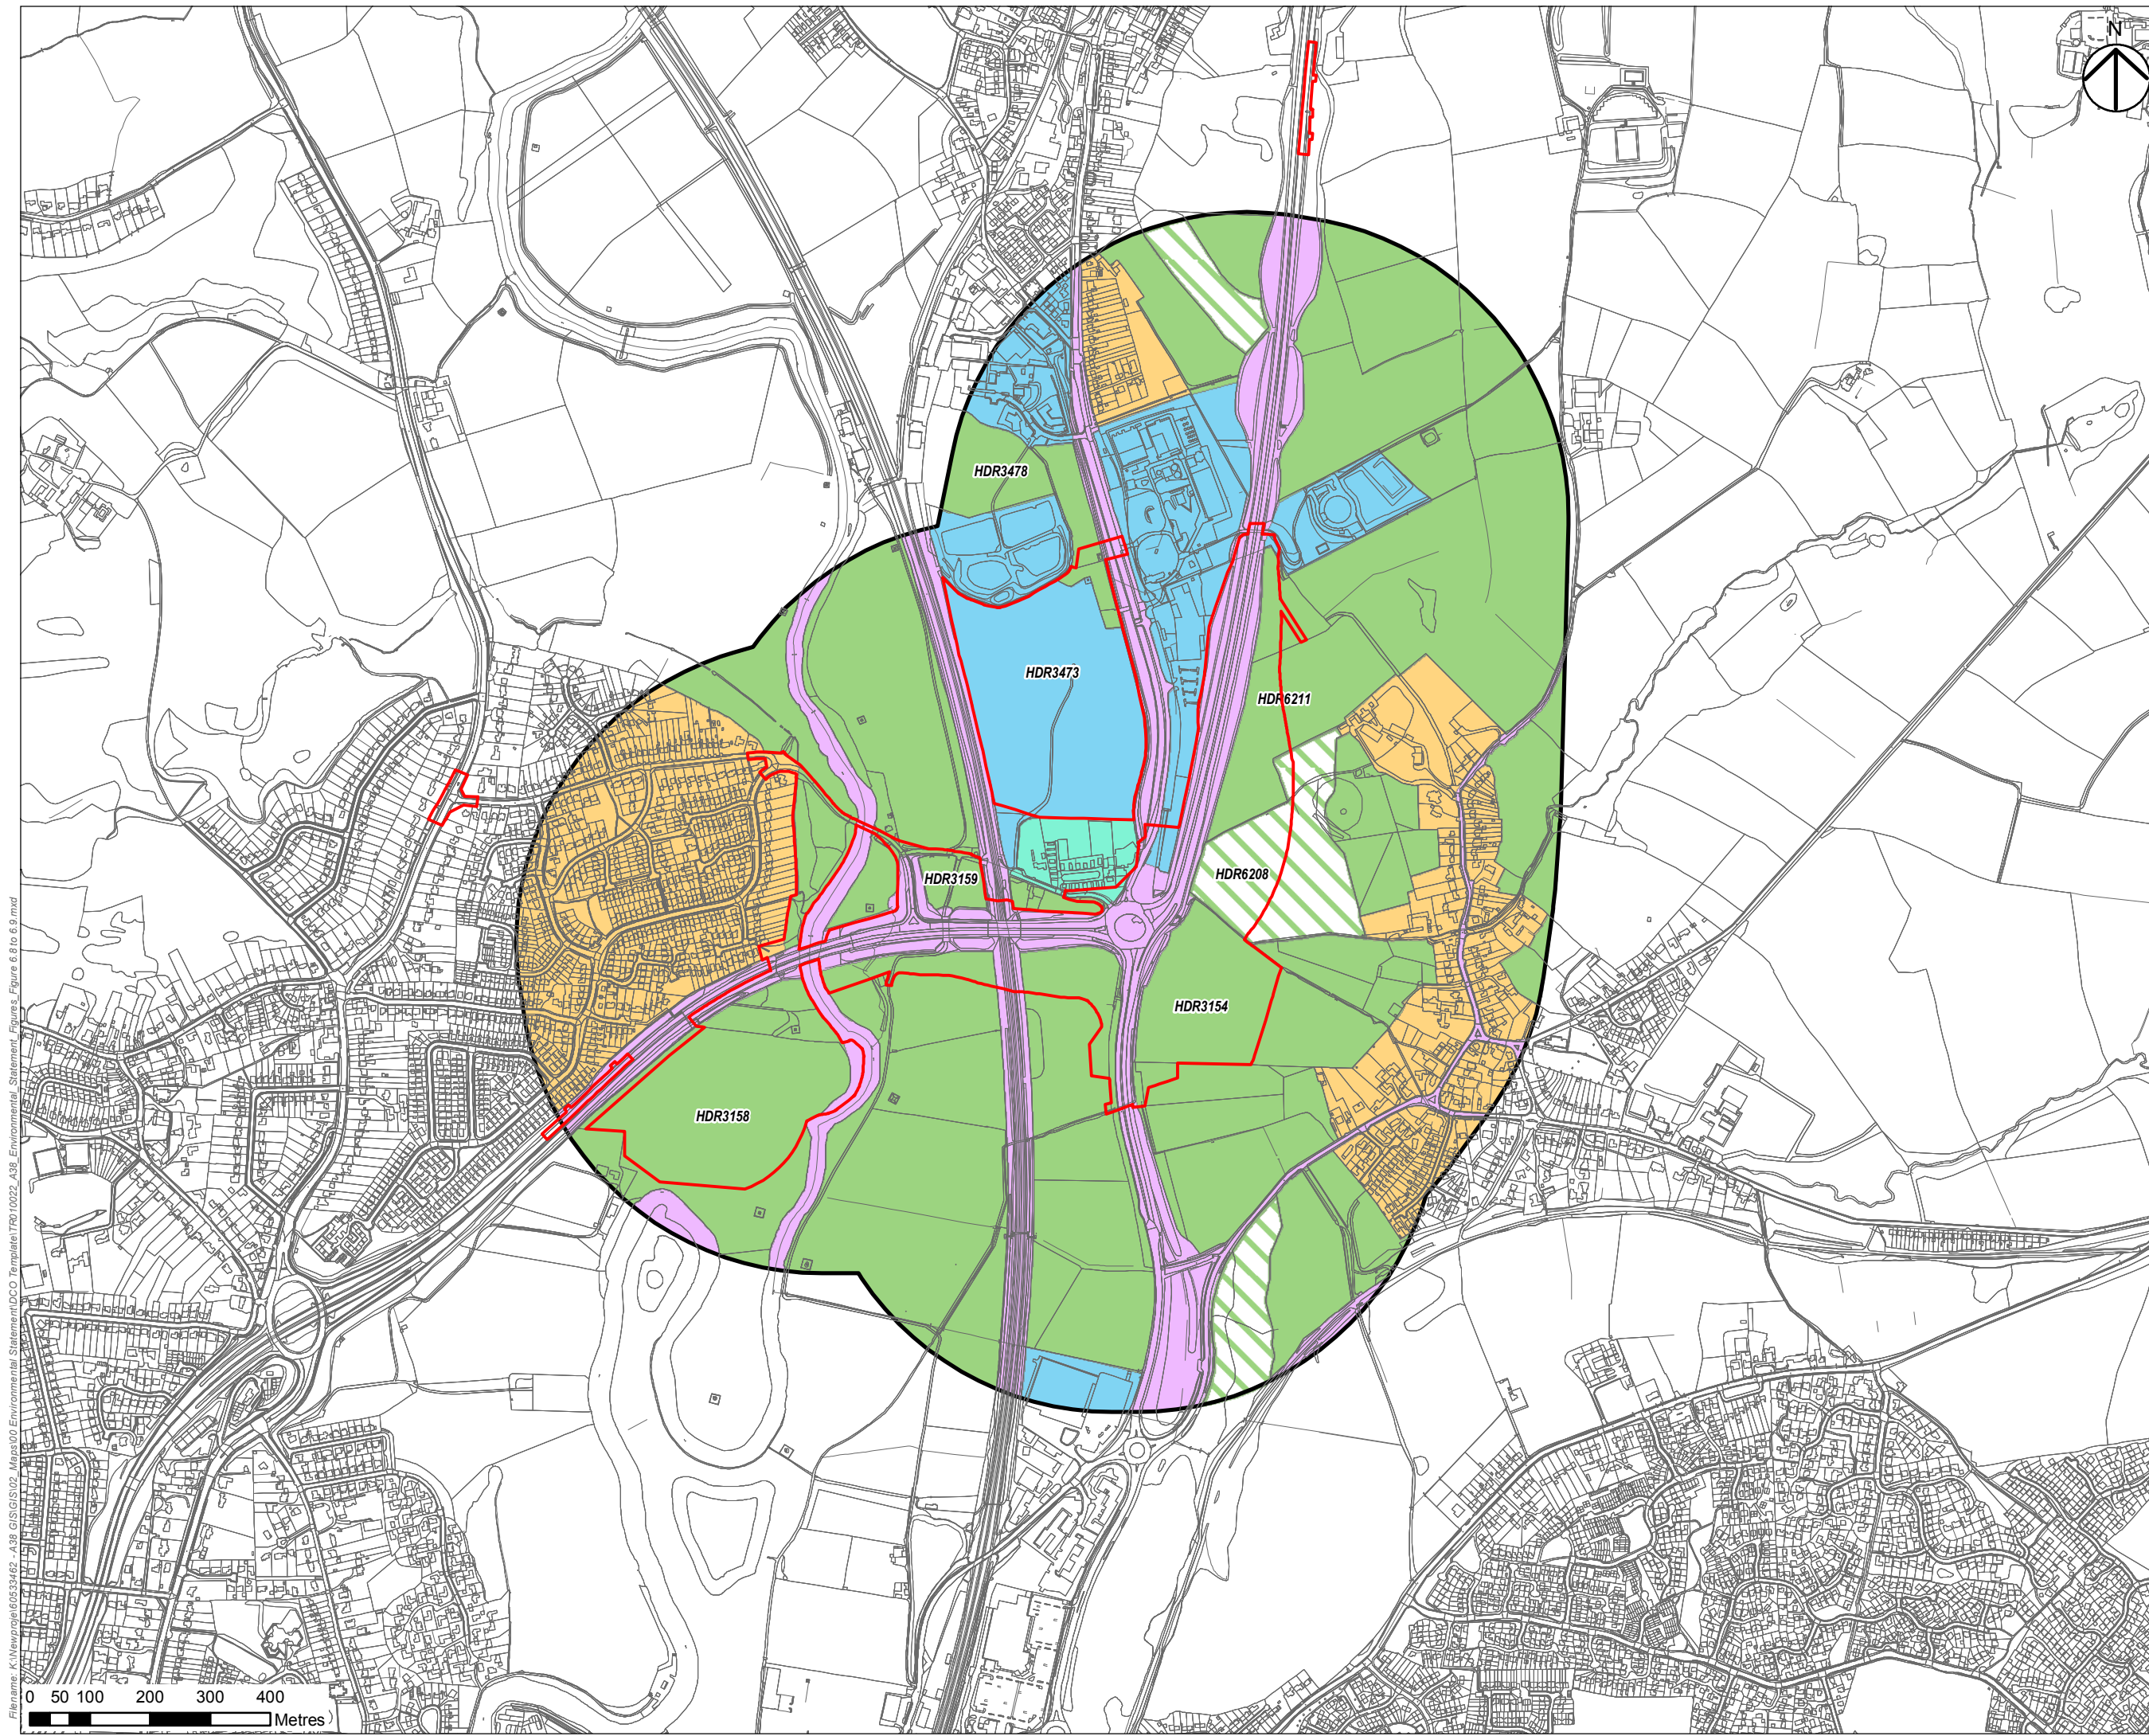 N
HDR3478
HDR3473
HDR6211
HDR3159
HDR6208
HDR3154
HDR3158
0 50 100 200 300 400
Metres
Filename: K:\Newproje\60533462 - A38 GIS\GIS\02_Maps\00 Environmental Statement\DCO Template\TR010022_A38_Environmental_Statement_Figures_Figure 6.8 to 6.9.mxd